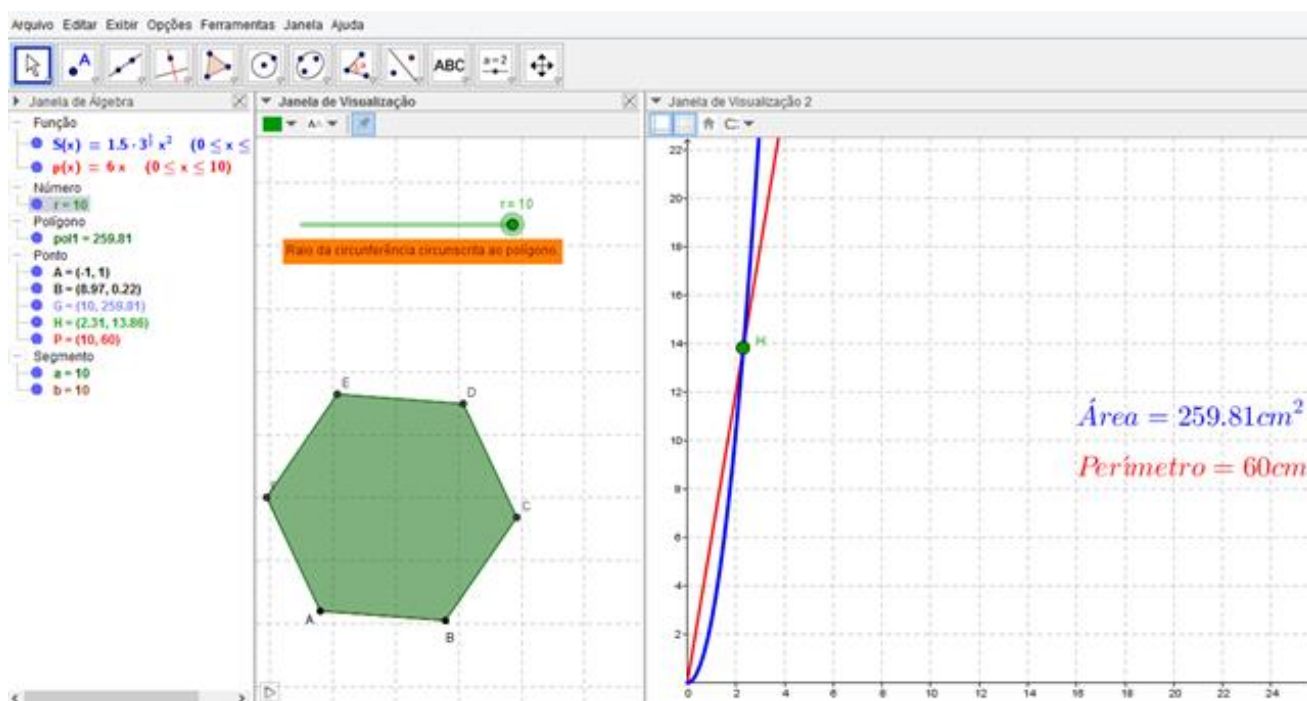 Arquivo Editar Exibir Opções Ferramentas Janela Ajuda
A ABC a=2
Janela de Álgebra
Função
S(x) = 1.5 · 3^½ x² (0 ≤ x ≤
p(x) = 6 x (0 ≤ x ≤ 10)
Número
r = 10
Polígono
pol1 = 259.81
Ponto
A = (-1, 1)
B = (8.97, 0.22)
G = (10, 259.81)
H = (2.31, 13.86)
P = (10, 60)
Segmento
a = 10
b = 10
Janela de Visualização
r = 10
Raio da circunferência circunscrita ao polígono.
E
D
C
A
B
Janela de Visualização 2
22
20
18
16
14
12
10
8
6
4
2
H
Área = 259.81cm²
Perímetro = 60cm
0 2 4 6 8 10 12 14 16 18 20 22 24